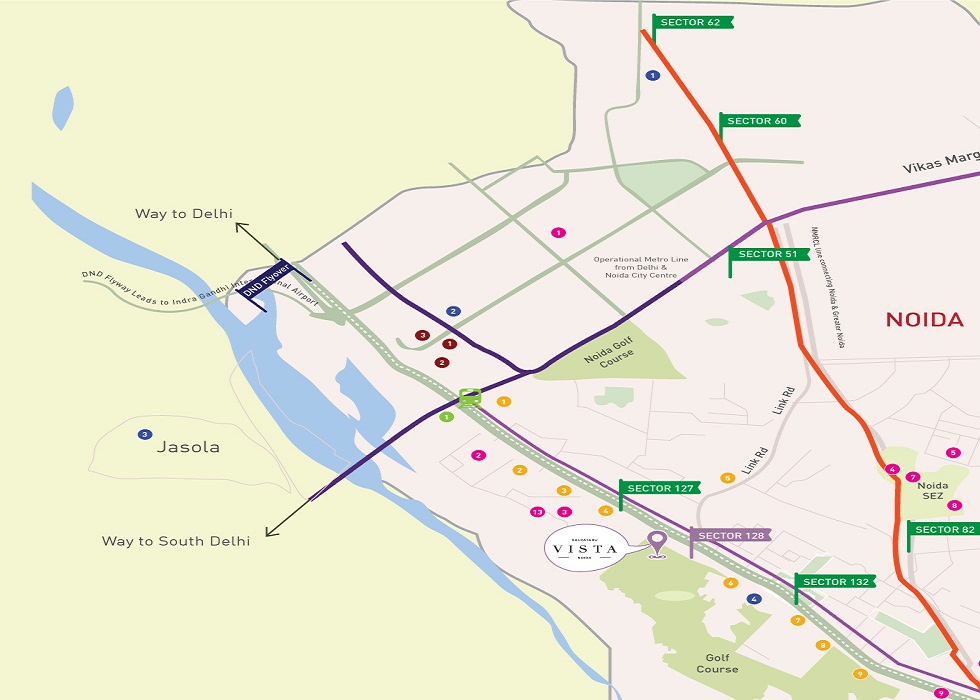 SECTOR 62
1
SECTOR 60
Vikas Marg
Way to Delhi
1
NMRCL line connecting Noida & Greater Noida
SECTOR 51
Operational Metro Line
from Delhi &
Noida City Centre
DND Flyover
DND Flyway Leads to Indra Gandhi
nal Airport
2
NOIDA
3
1
2
Noida Golf
Course
1
1
Link Rd
3
Jasola
2
Link Rd
2
5
4
7
5
Noida
SEZ
8
SECTOR 127
3
13
3
4
SECTOR 82
Way to South Delhi
KALPATARU
VISTA
NOIDA
SECTOR 128
6
4
SECTOR 132
7
8
Golf
Course
9
9